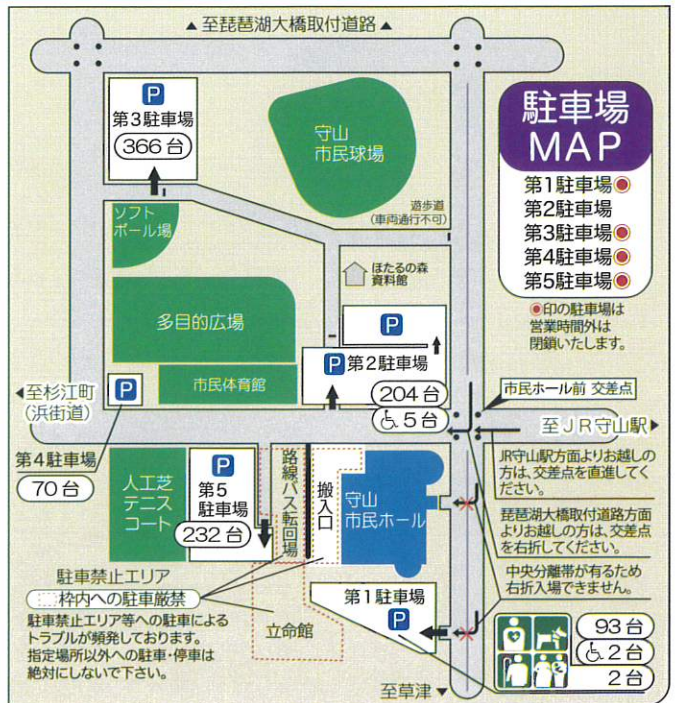 ▲ 至琵琶湖大橋取付道路 ▲
P
第3駐車場
366台
守山
市民球場
駐車場
MAP
第1駐車場◉
第2駐車場
第3駐車場◉
第4駐車場◉
第5駐車場◉
◉印の駐車場は
営業時間外は
閉鎖いたします。
遊歩道
(車両通行不可)
ソフト
ボール場
ほたるの森
資料館
多目的広場
P
P 第2駐車場
204台
♿5台
市民体育館
◀至杉江町
(浜街道)
P
第4駐車場
70台
市民ホール前 交差点
至JR守山駅▶
JR守山駅方面よりお越しの
方は、交差点を直進してく
ださい。
琵琶湖大橋取付道路方面
よりお越しの方は、交差点
を右折してください。
中央分離帯が有るため
右折入場できません。
人工芝
テニス
コート
P
第5
駐車場
232台
路線バス転回場
搬入口
守山
市民ホール
駐車禁止エリア
枠内への駐車厳禁
駐車禁止エリア等への駐車による
トラブルが頻発しております。
指定場所以外への駐車・停車は
絶対にしないで下さい。
立命館
第1駐車場
P
93台
♿2台
2台
至草津▼